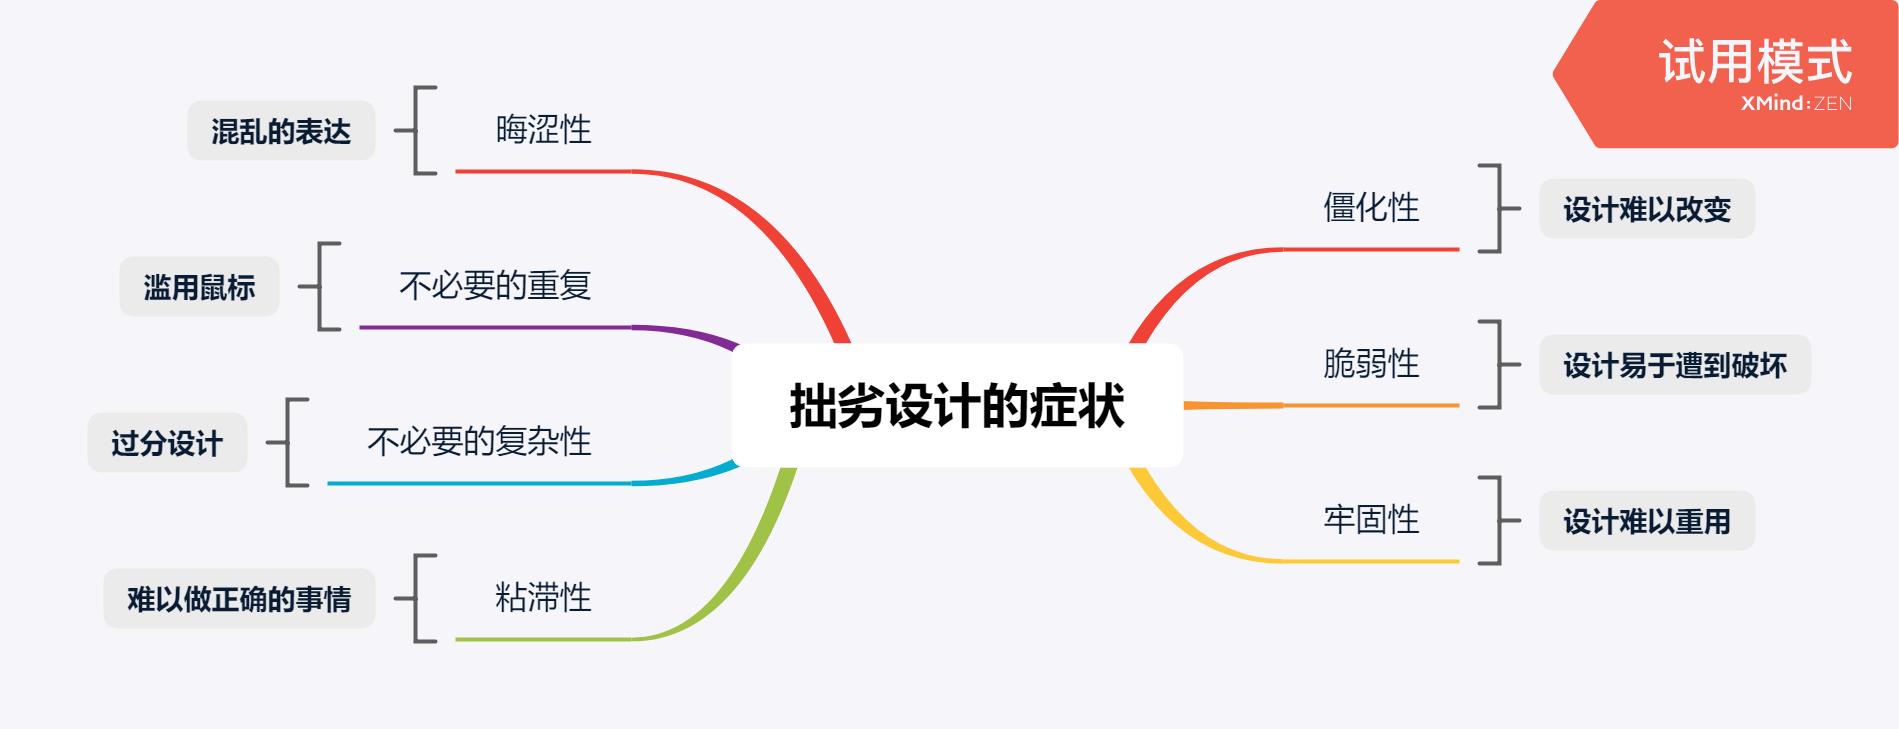 试用模式
XMind:ZEN
拙劣设计的症状
僵化性
设计难以改变
脆弱性
设计易于遭到破坏
牢固性
设计难以重用
晦涩性
混乱的表达
不必要的重复
滥用鼠标
不必要的复杂性
过分设计
粘滞性
难以做正确的事情